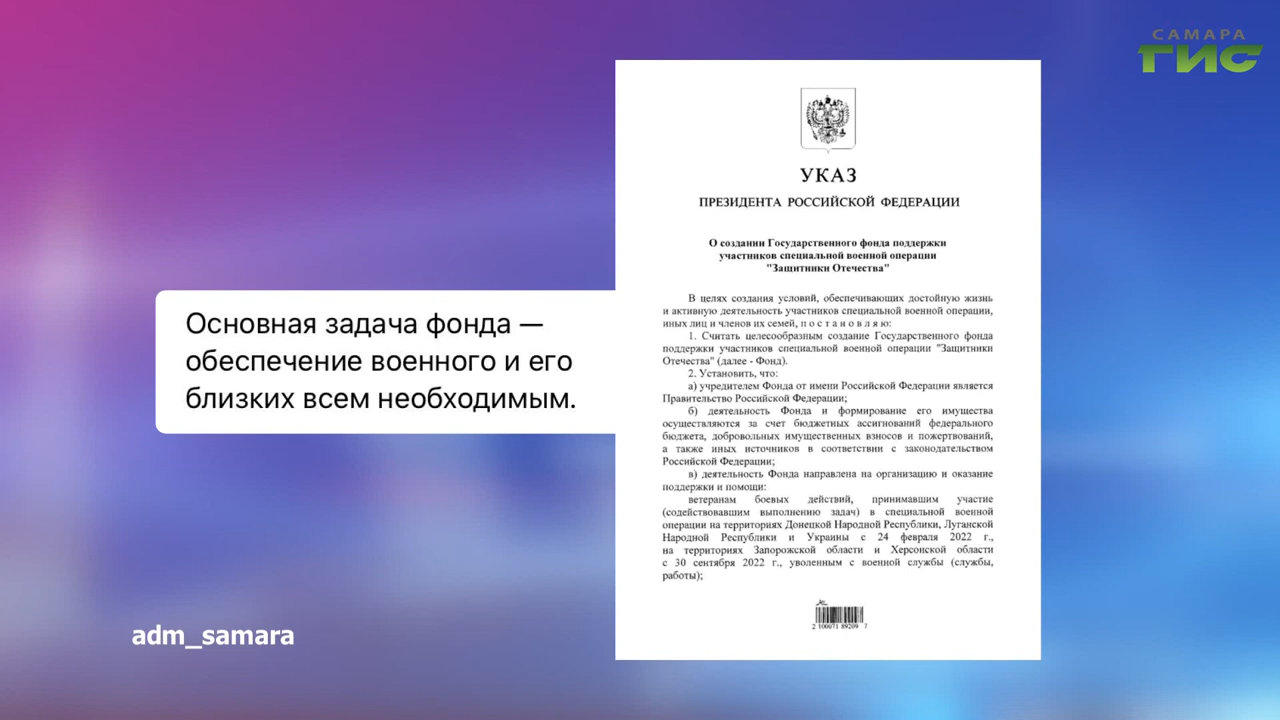 САМАРА
ГИС
УКАЗ
ПРЕЗИДЕНТА РОССИЙСКОЙ ФЕДЕРАЦИИ
О создании Государственного фонда поддержки
участников специальной военной операции
"Защитники Отечества"
В целях создания условий, обеспечивающих достойную жизнь
и активную деятельность участников специальной военной операции,
иных лиц и членов их семей, п о с т а н о в л я ю:
1. Считать целесообразным создание Государственного фонда
поддержки участников специальной военной операции "Защитники
Отечества" (далее - Фонд).
2. Установить, что:
а) учредителем Фонда от имени Российской Федерации является
Правительство Российской Федерации;
б) деятельность Фонда и формирование его имущества
осуществляются за счет бюджетных ассигнований федерального
бюджета, добровольных имущественных взносов и пожертвований,
а также иных источников в соответствии с законодательством
Российской Федерации;
в) деятельность Фонда направлена на организацию и оказание
поддержки и помощи:
ветеранам боевых действий, принимавшим участие
(содействовавшим выполнению задач) в специальной военной
операции на территориях Донецкой Народной Республики, Луганской
Народной Республики и Украины с 24 февраля 2022 г.,
на территориях Запорожской области и Херсонской области
с 30 сентября 2022 г., уволенным с военной службы (службы,
работы);
2 100071 89209 7
Основная задача фонда —
обеспечение военного и его
близких всем необходимым.
adm_samara